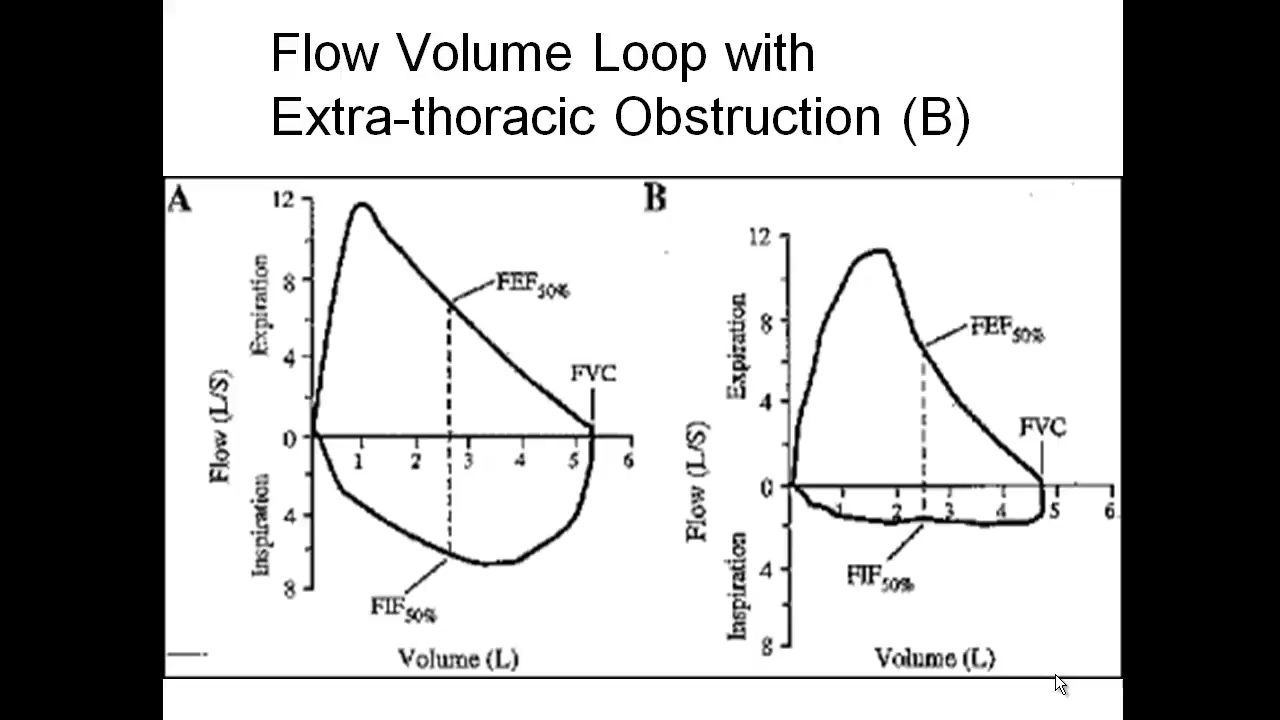 Flow Volume Loop with
Extra-thoracic Obstruction (B)
A
12
8
4
0
4
8
Expiration
Flow (L/S)
Inspiration
FEF50%
FVC
1 2 3 4 5 6
FIF50%
Volume (L)
B
12
8
4
0
4
8
Expiration
Flow (L/S)
Inspiration
FEF50%
FVC
1 2 3 4 5 6
FIF50%
Volume (L)